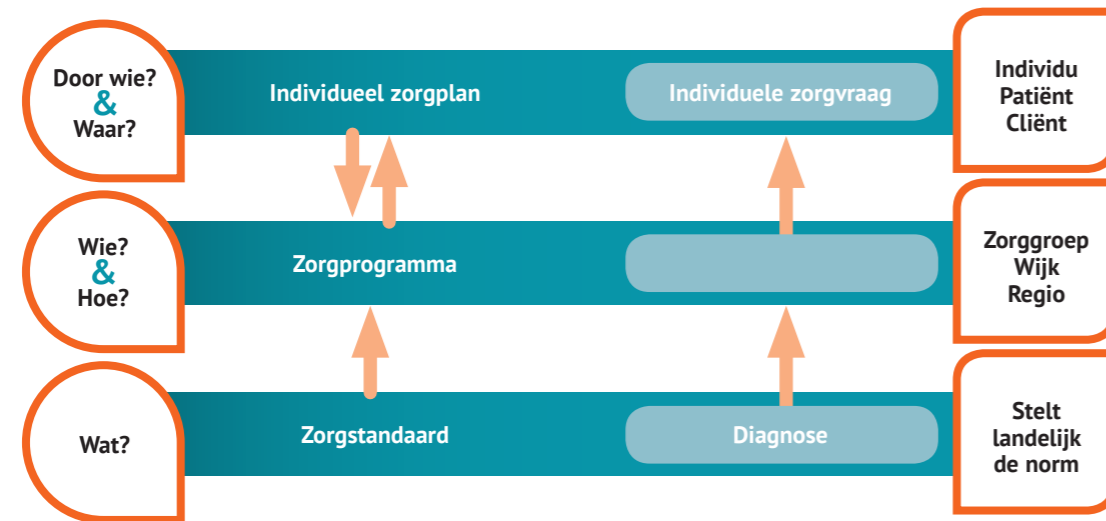 Door wie?
&
Waar?
Individueel zorgplan
Individuele zorgvraag
Individu
Patiënt
Cliënt
Wie?
&
Hoe?
Zorgprogramma
Zorggroep
Wijk
Regio
Wat?
Zorgstandaard
Diagnose
Stelt
landelijk
de norm